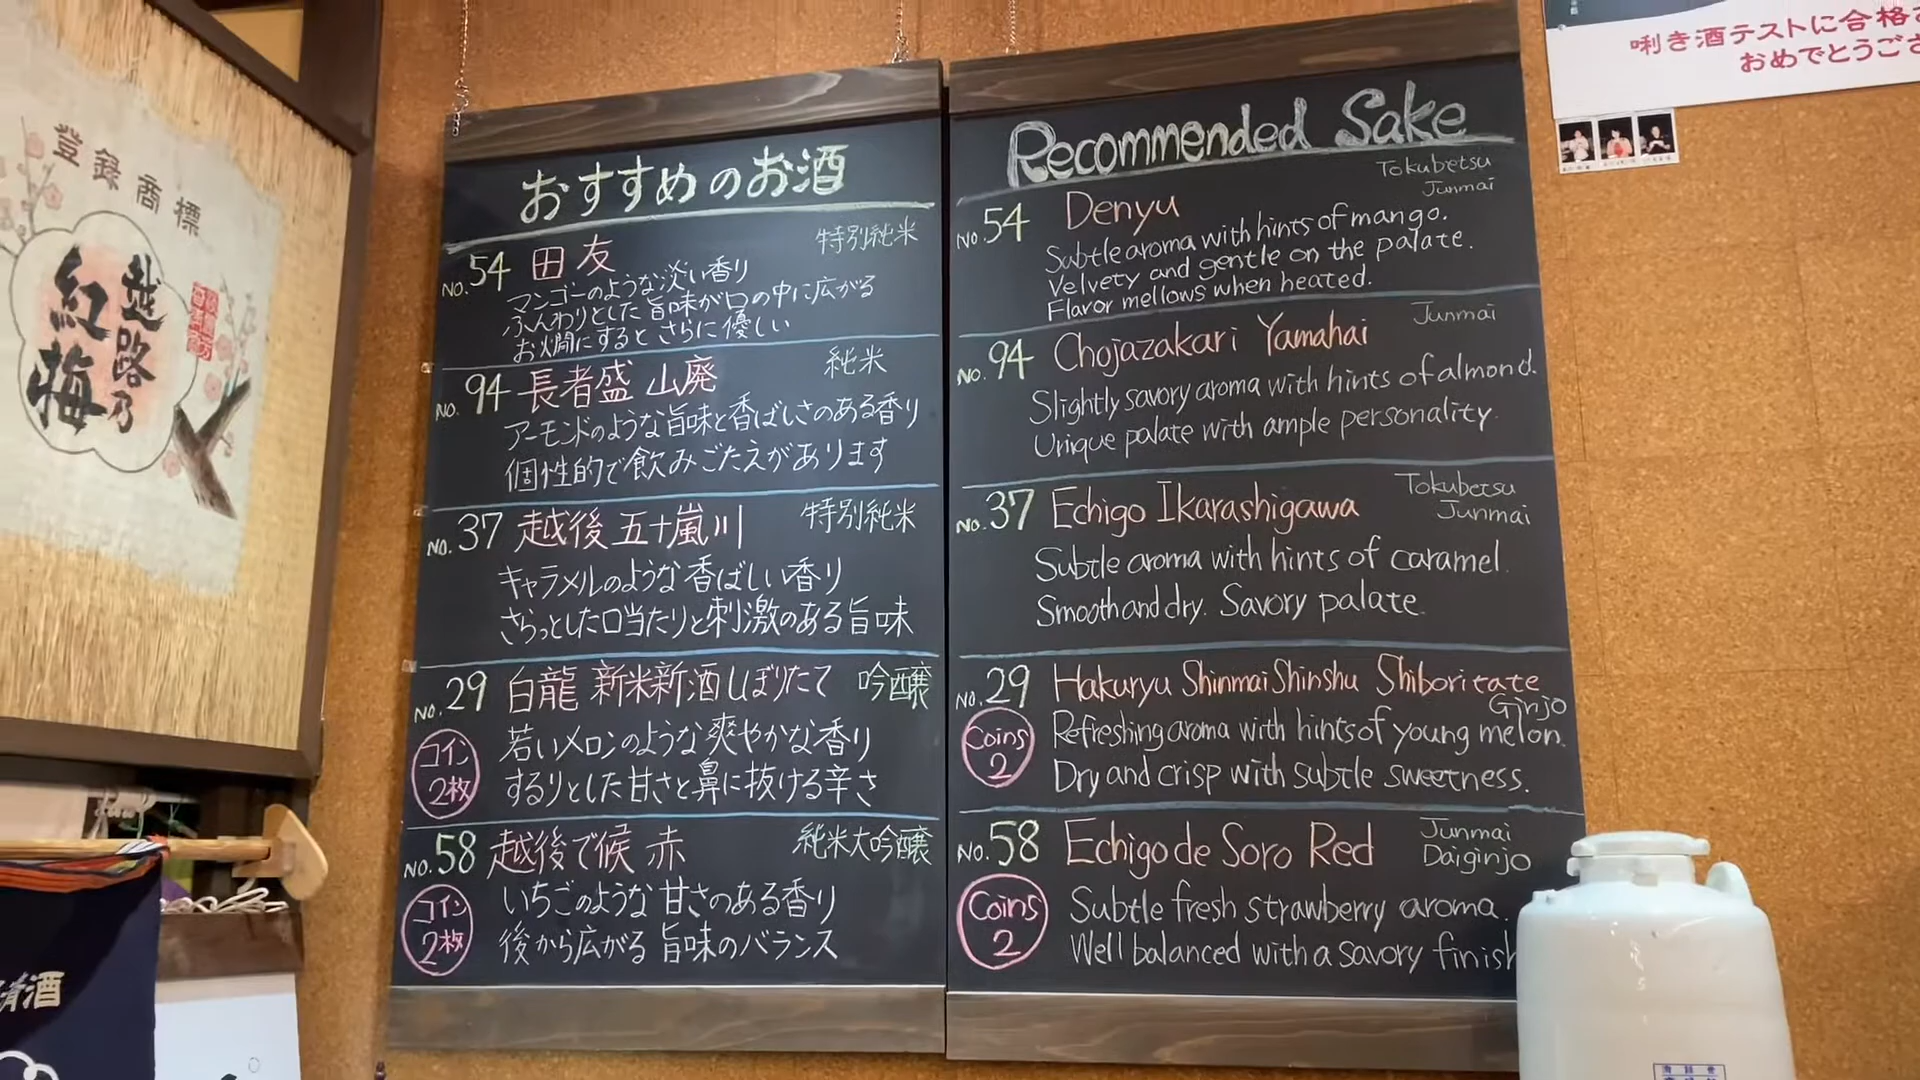 登録商標
越路乃
紅梅
清酒
おすすめのお酒
NO.54 田友 特別純米
マンゴーのような淡い香り
ふんわりとした旨味が口の中に広がる
お燗にするとさらに優しい
NO.94 長者盛 山廃 純米
アーモンドのような旨味と香ばしさのある香り
個性的で飲みごたえがあります
NO.37 越後 五十嵐川 特別純米
キャラメルのような香ばしい香り
さらっとした口当たりと刺激のある旨味
NO.29 白龍 新米新酒しぼりたて 吟醸
コイン
2枚
若いメロンのような爽やかな香り
するりとした甘さと鼻に抜ける辛さ
NO.58 越後で候 赤 純米大吟醸
コイン
2枚
いちごのような甘さのある香り
後から広がる旨味のバランス
Recommended Sake
Tokubetsu
Junmai
NO.54 Denyu
Subtle aroma with hints of mango.
Velvety and gentle on the palate.
Flavor mellows when heated.
NO.94 Chojazakari Yamahai Junmai
Slightly savory aroma with hints of almond.
Unique palate with ample personality.
NO.37 Echigo Ikarashigawa Tokubetsu
Junmai
Subtle aroma with hints of caramel.
Smooth and dry. Savory palate.
NO.29 Hakuryu Shinmai Shinshu Shiboritate
Ginjo
Coins
2
Refreshing aroma with hints of young melon.
Dry and crisp with subtle sweetness.
NO.58 Echigo de Soro Red Junmai
Daiginjo
Coins
2
Subtle fresh strawberry aroma.
Well balanced with a savory finish
唎き酒テストに合格
おめでとうござ